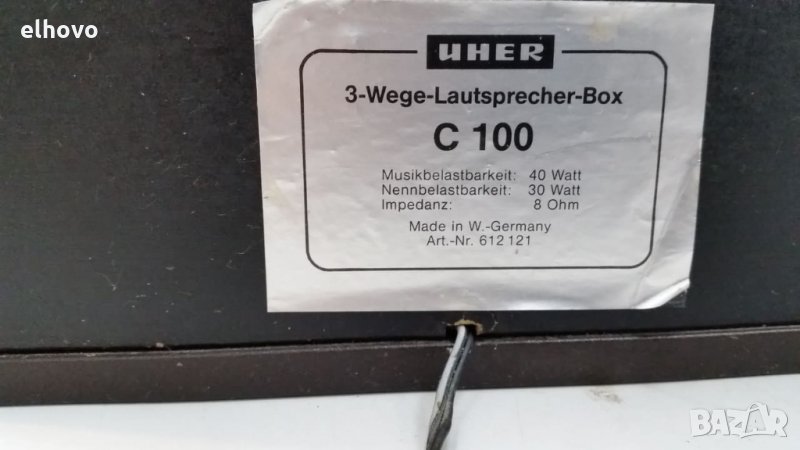 elhovo
UHER
3-Wege-Lautsprecher-Box
C 100
Musikbelastbarkeit: 40 Watt
Nennbelastbarkeit: 30 Watt
Impedanz: 8 Ohm
Made in W.-Germany
Art.-Nr. 612 121
BAZAR